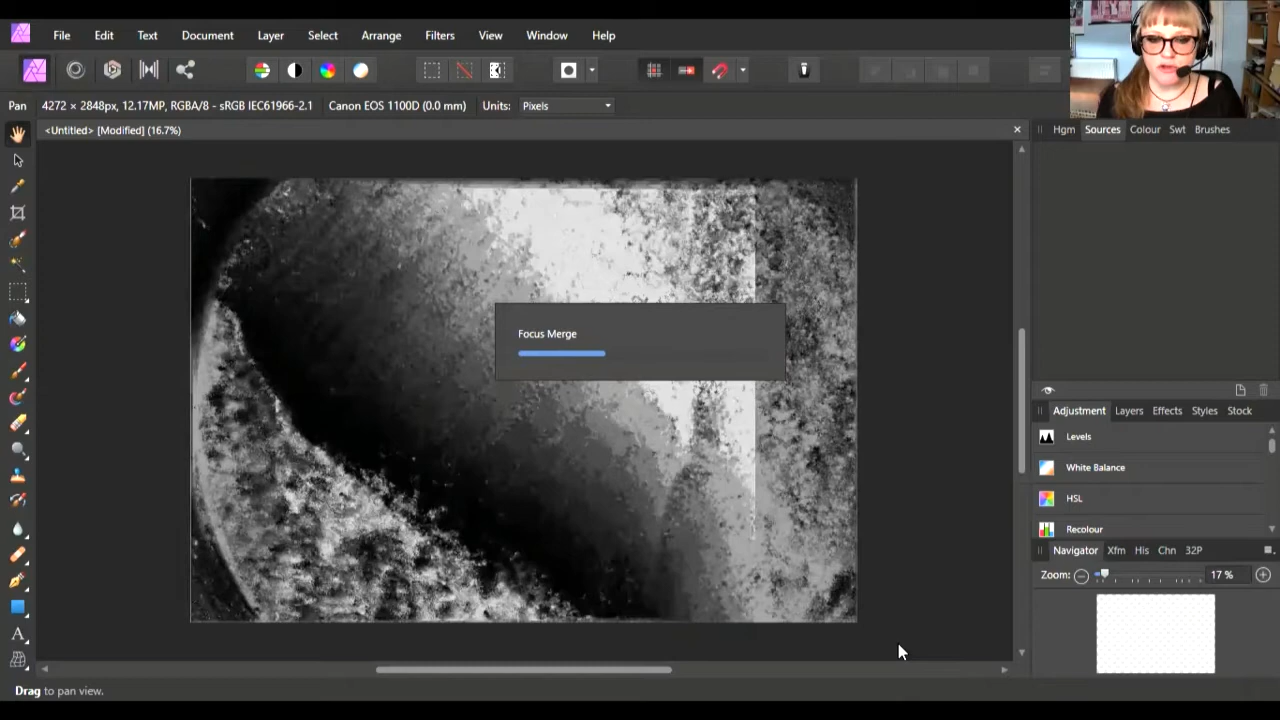 File Edit Text Document Layer Select Arrange Filters View Window Help
Pan 4272 × 2848px, 12.17MP, RGBA/8 - sRGB IEC61966-2.1 Canon EOS 1100D (0.0 mm) Units: Pixels
<Untitled> [Modified] (16.7%)
Hgm Sources Colour Swt Brushes
Focus Merge
Adjustment Layers Effects Styles Stock
Levels
White Balance
HSL
Recolour
Navigator Xfm His Chn 32P
Zoom: 17 %
A
Drag to pan view.